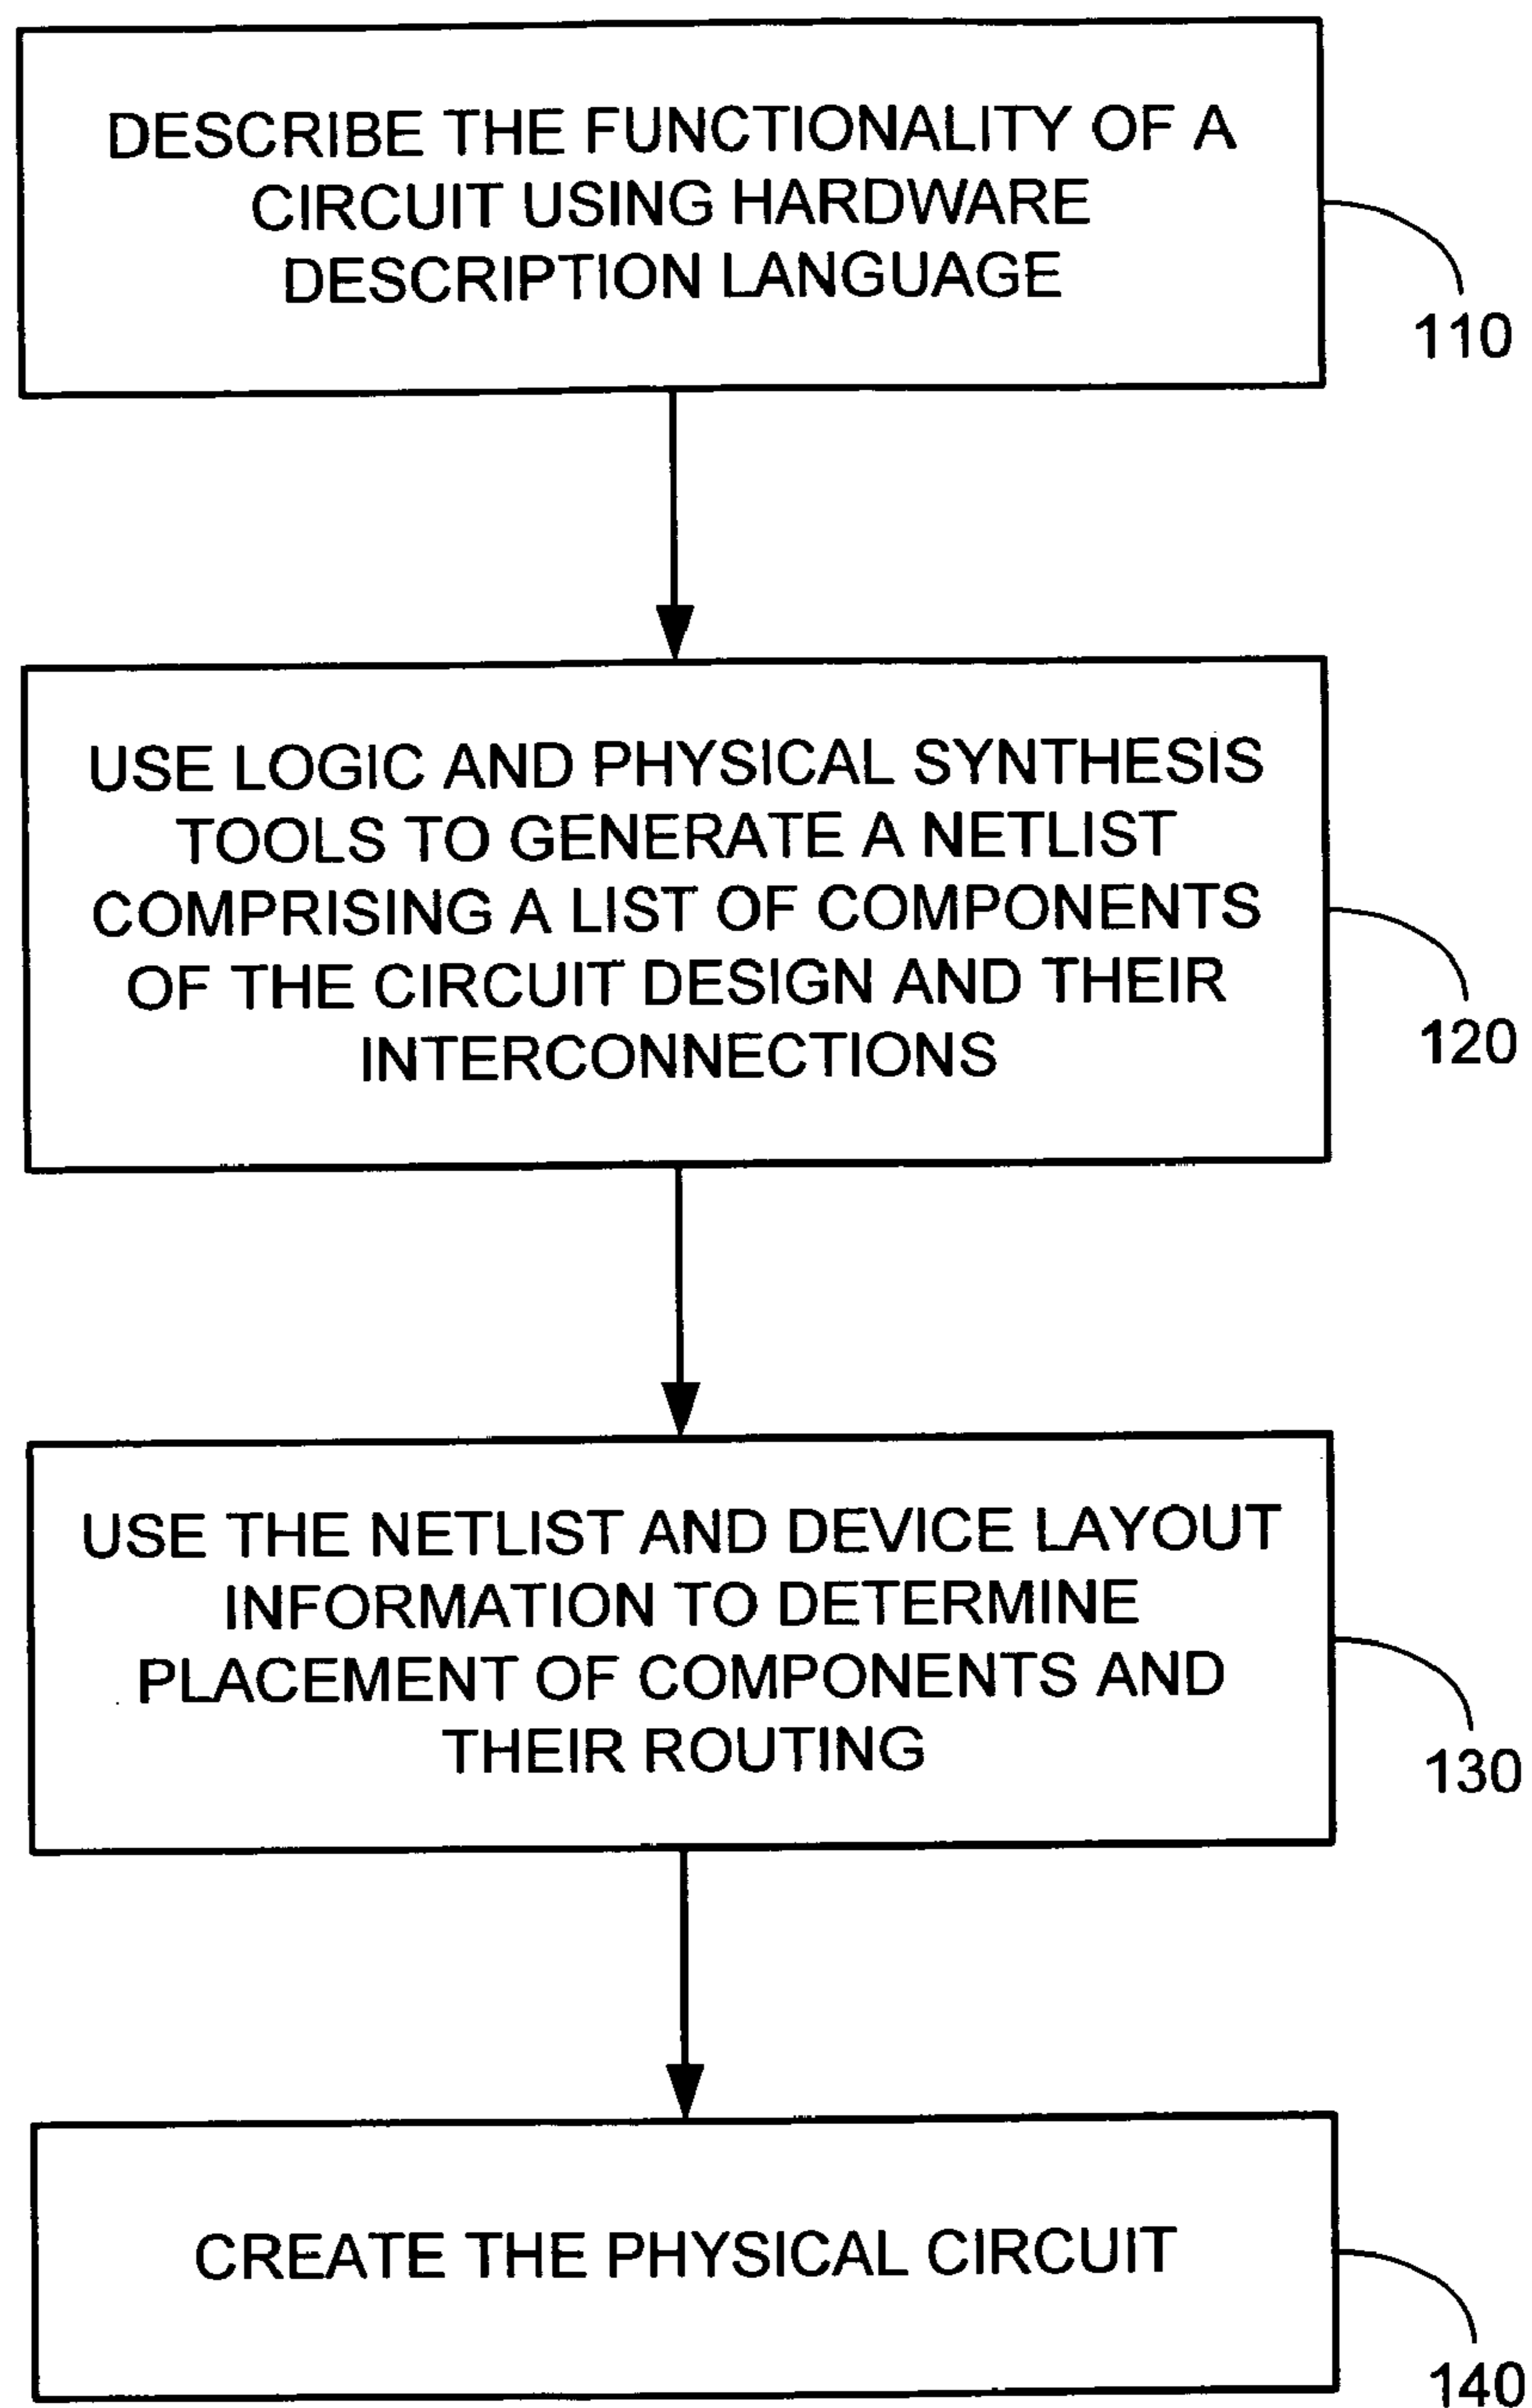 DESCRIBE THE FUNCTIONALITY OF A
CIRCUIT USING HARDWARE
DESCRIPTION LANGUAGE
110
USE LOGIC AND PHYSICAL SYNTHESIS
TOOLS TO GENERATE A NETLIST
COMPRISING A LIST OF COMPONENTS
OF THE CIRCUIT DESIGN AND THEIR
INTERCONNECTIONS
120
USE THE NETLIST AND DEVICE LAYOUT
INFORMATION TO DETERMINE
PLACEMENT OF COMPONENTS AND
THEIR ROUTING
130
CREATE THE PHYSICAL CIRCUIT
140